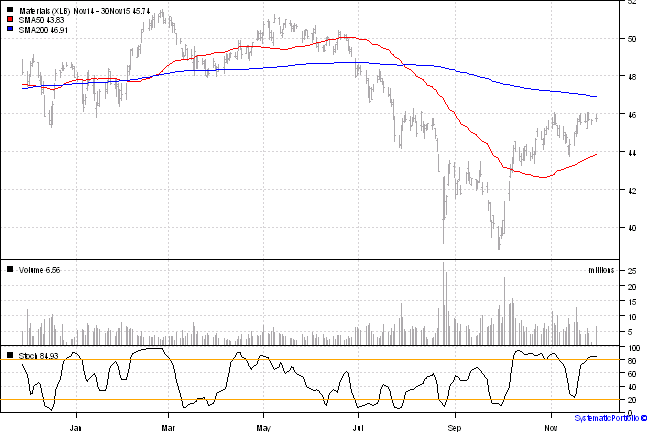 Materials (XLB) Nov14 - 30Nov15 45.74
SMA50 43.83
SMA200 46.91
52
50
48
46
44
42
40
Volume 6.56
millions
25
20
15
10
5
Stoch 84.93
100
80
60
40
20
0
Jan Mar May Jul Sep Nov
SystematicPortfolio ©